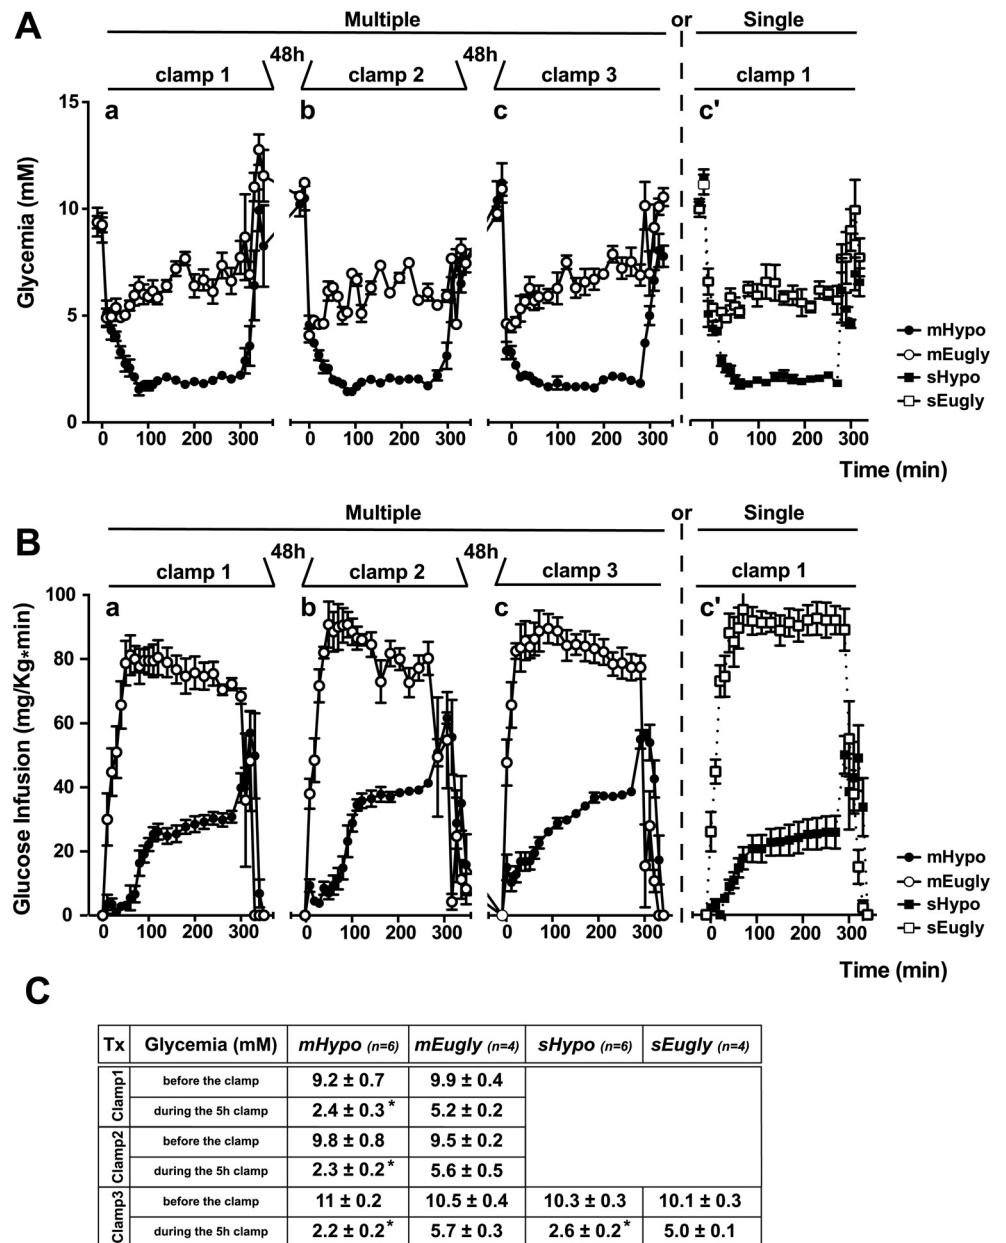 A
Multiple or Single
48h 48h
clamp 1 clamp 2 clamp 3 clamp 1
a b c c'
Glycemia (mM)
15
10
5
0
0 100 200 300 0 100 200 300 0 100 200 300 0 100 200 300
Time (min)
mHypo
mEugly
sHypo
sEugly
B
Multiple or Single
48h 48h
clamp 1 clamp 2 clamp 3 clamp 1
a b c c'
Glucose Infusion (mg/Kg*min)
100
80
60
40
20
0
0 100 200 300 0 100 200 300 0 100 200 300 0 100 200 300
Time (min)
mHypo
mEugly
sHypo
sEugly
C
Tx Glycemia (mM) mHypo (n=6) mEugly (n=4) sHypo (n=6) sEugly (n=4)
Clamp1
before the clamp 9.2 ± 0.7 9.9 ± 0.4
during the 5h clamp 2.4 ± 0.3 * 5.2 ± 0.2
Clamp2
before the clamp 9.8 ± 0.8 9.5 ± 0.2
during the 5h clamp 2.3 ± 0.2 * 5.6 ± 0.5
Clamp3
before the clamp 11 ± 0.2 10.5 ± 0.4 10.3 ± 0.3 10.1 ± 0.3
during the 5h clamp 2.2 ± 0.2 * 5.7 ± 0.3 2.6 ± 0.2 * 5.0 ± 0.1